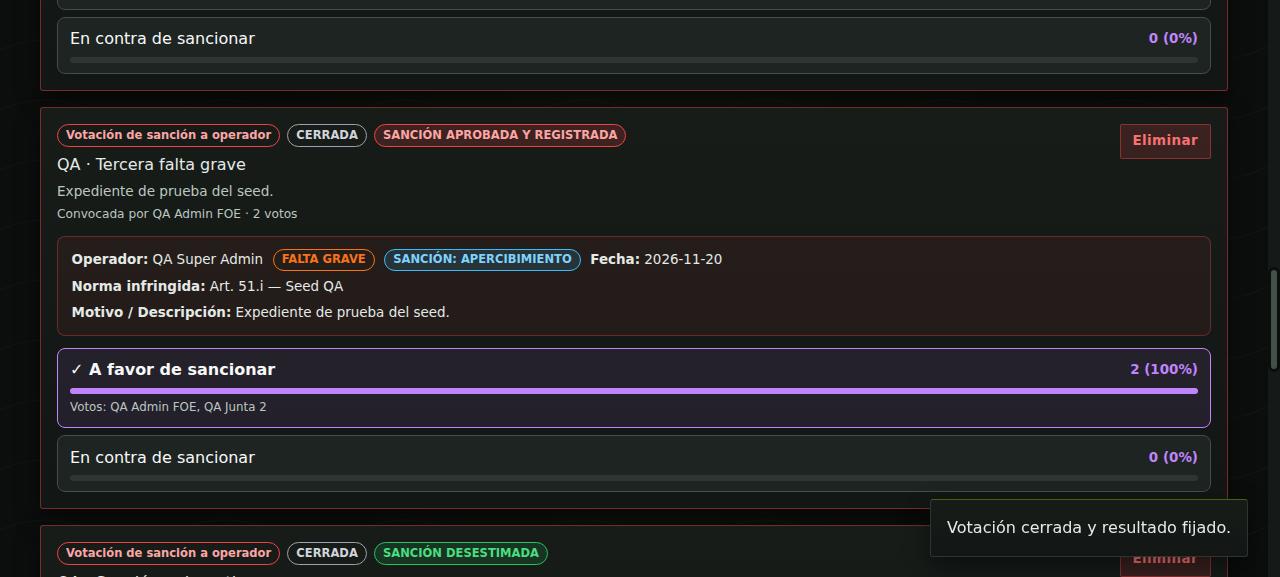 En contra de sancionar 0 (0%)
Votación de sanción a operador CERRADA SANCIÓN APROBADA Y REGISTRADA Eliminar
QA · Tercera falta grave
Expediente de prueba del seed.
Convocada por QA Admin FOE · 2 votos
Operador: QA Super Admin FALTA GRAVE SANCIÓN: APERCIBIMIENTO Fecha: 2026-11-20
Norma infringida: Art. 51.i — Seed QA
Motivo / Descripción: Expediente de prueba del seed.
✓ A favor de sancionar 2 (100%)
Votos: QA Admin FOE, QA Junta 2
En contra de sancionar 0 (0%)
Votación cerrada y resultado fijado.
Votación de sanción a operador CERRADA SANCIÓN DESESTIMADA Eliminar